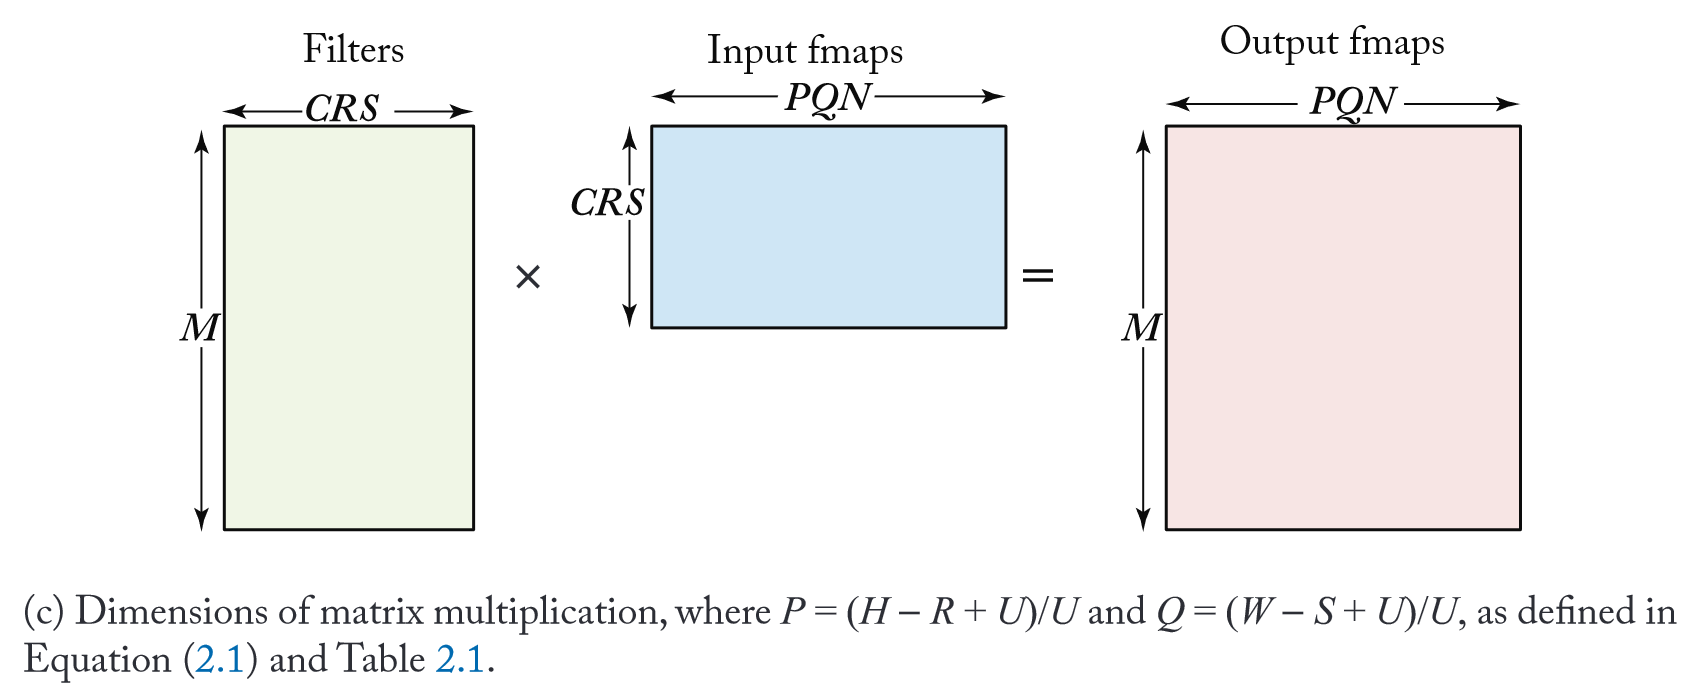 Filters
Input fmaps
Output fmaps
CRS
PQN
PQN
CRS
M
×
=
M
(c) Dimensions of matrix multiplication, where P = (H – R + U)/U and Q = (W – S + U)/U, as defined in
Equation (2.1) and Table 2.1.